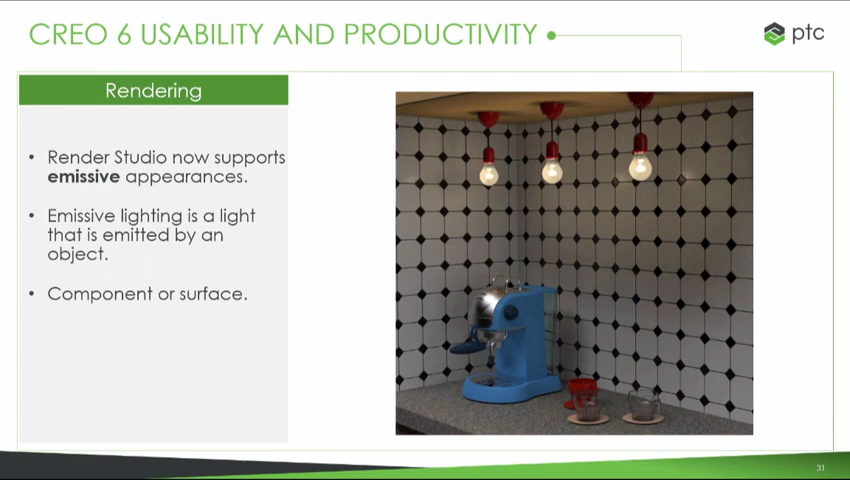 CREO 6 USABILITY AND PRODUCTIVITY
ptc
Rendering
• Render Studio now supports
emissive appearances.
• Emissive lighting is a light
that is emitted by an
object.
• Component or surface.
31